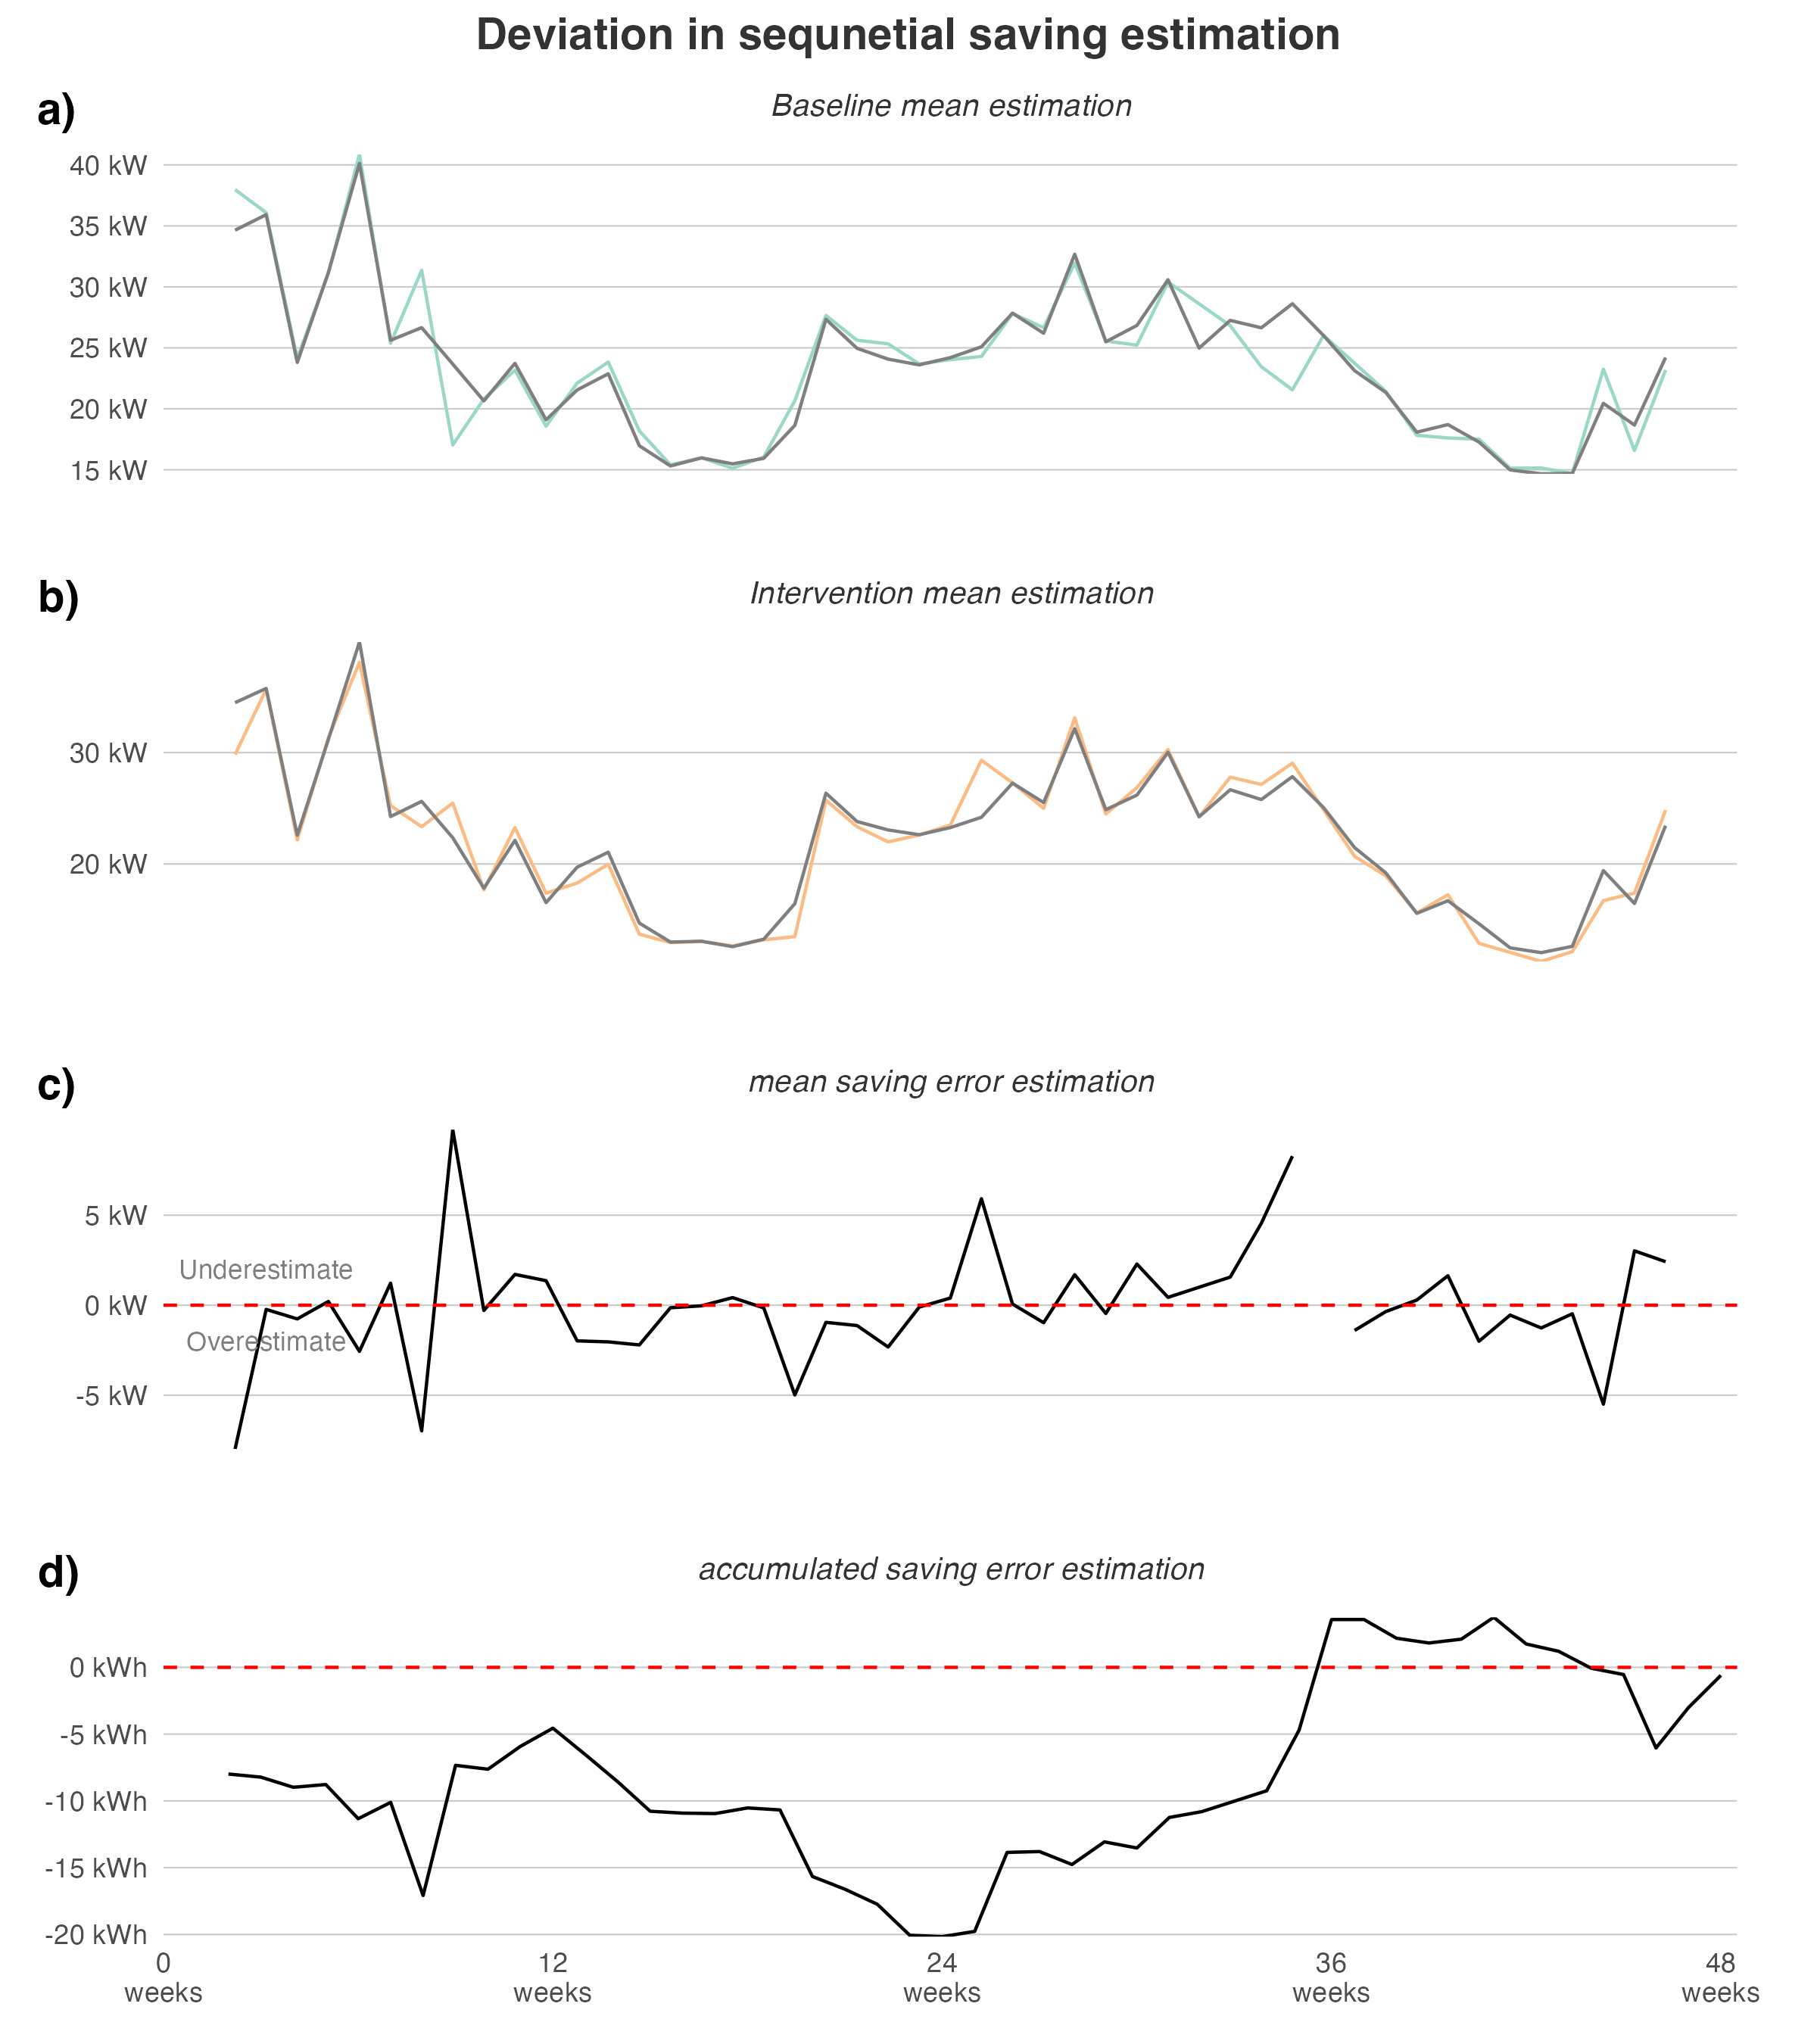 Deviation in sequnetial saving estimation
a)
Baseline mean estimation
40 kW
35 kW
30 kW
25 kW
20 kW
15 kW
b)
Intervention mean estimation
30 kW
20 kW
c)
mean saving error estimation
5 kW
Underestimate
0 kW
Overestimate
-5 kW
d)
accumulated saving error estimation
0 kWh
-5 kWh
-10 kWh
-15 kWh
-20 kWh
0 12 24 36 48
weeks weeks weeks weeks weeks